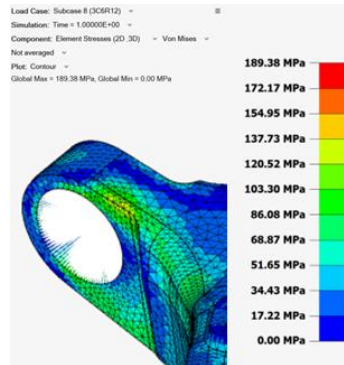 Load Case: Subcase 8 (3C6R12)
Simulation: Time = 1.00000E+00
Component: Element Stresses (2D ,3D) Von Mises
Not averaged
Plot: Contour
Global Max = 189.38 MPa, Global Min = 0.00 MPa
189.38 MPa
172.17 MPa
154.95 MPa
137.73 MPa
120.52 MPa
103.30 MPa
86.08 MPa
68.87 MPa
51.65 MPa
34.43 MPa
17.22 MPa
0.00 MPa